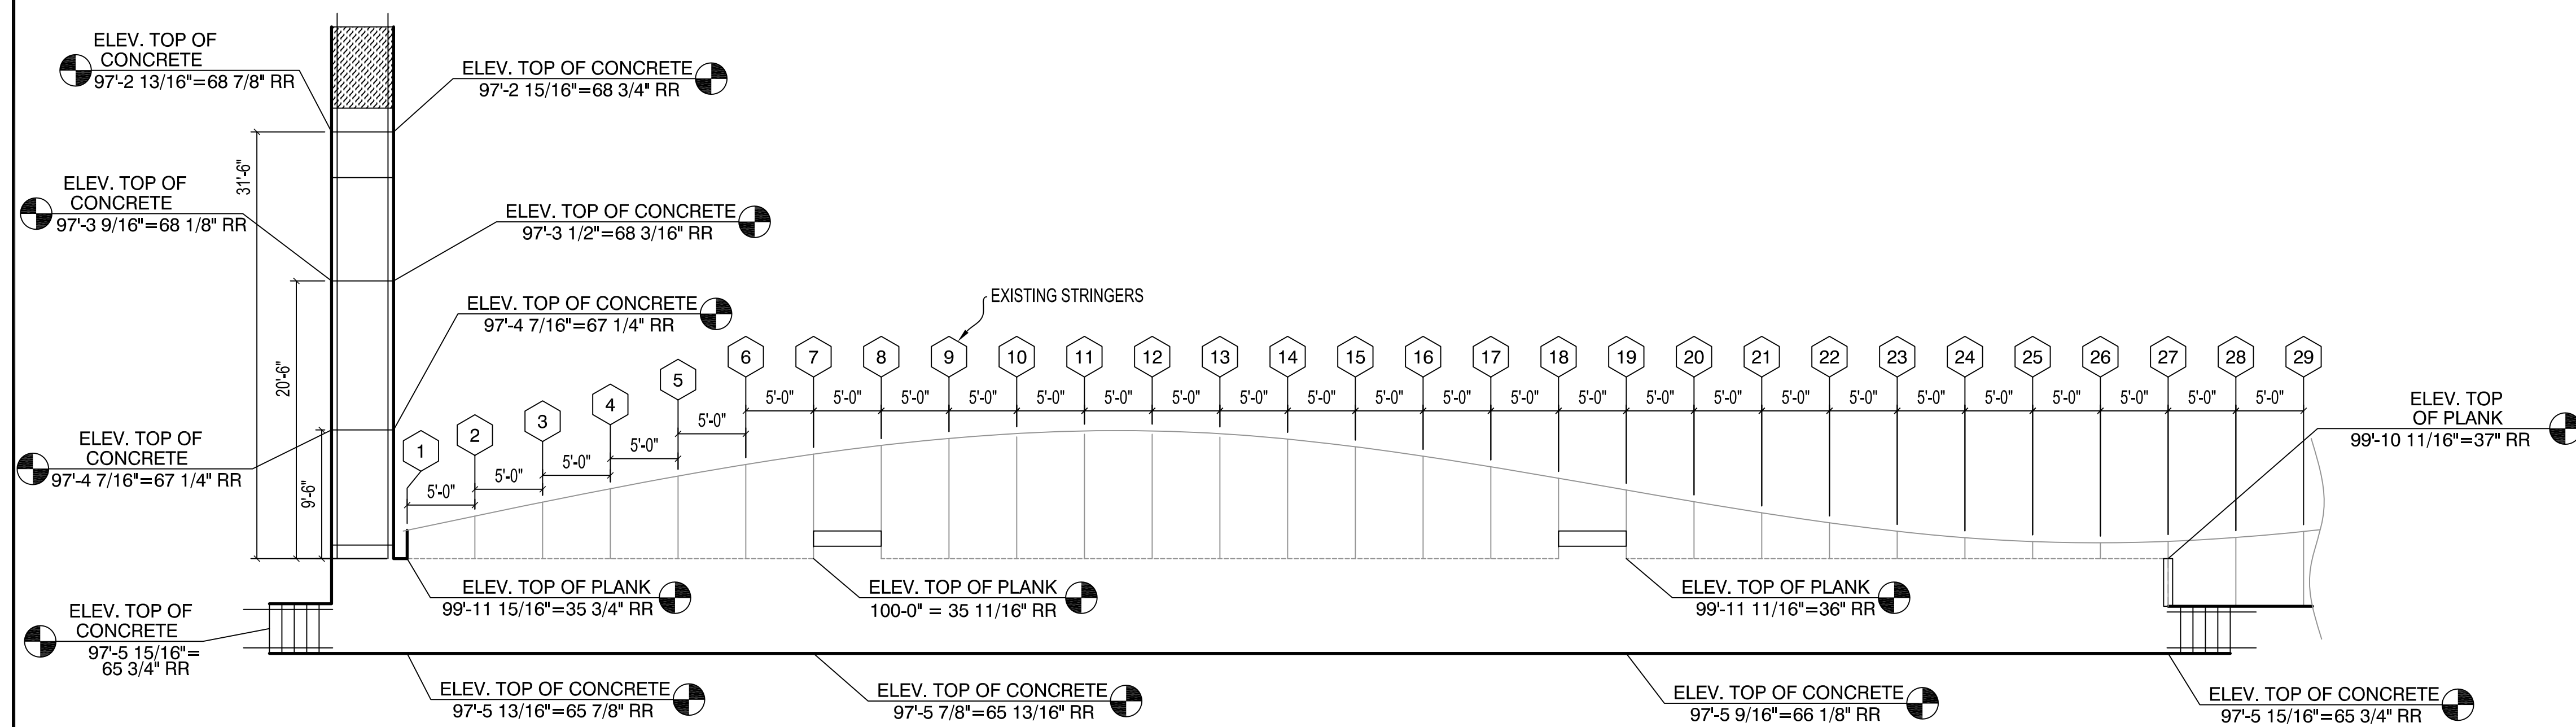 ELEV. TOP OF
CONCRETE
97'-2 13/16"=68 7/8" RR
ELEV. TOP OF CONCRETE
97'-2 15/16"=68 3/4" RR
31'-6"
ELEV. TOP OF
CONCRETE
97'-3 9/16"=68 1/8" RR
ELEV. TOP OF CONCRETE
97'-3 1/2"=68 3/16" RR
20'-6"
ELEV. TOP OF CONCRETE
97'-4 7/16"=67 1/4" RR
EXISTING STRINGERS
ELEV. TOP OF
CONCRETE
97'-4 7/16"=67 1/4" RR
9'-6"
1 2 3 4 5 6 7 8 9 10 11 12 13 14 15 16 17 18 19 20 21 22 23 24 25 26 27 28 29
5'-0" 5'-0" 5'-0" 5'-0" 5'-0" 5'-0" 5'-0" 5'-0" 5'-0" 5'-0" 5'-0" 5'-0" 5'-0" 5'-0" 5'-0" 5'-0" 5'-0" 5'-0" 5'-0" 5'-0" 5'-0" 5'-0" 5'-0" 5'-0" 5'-0" 5'-0" 5'-0" 5'-0"
ELEV. TOP
OF PLANK
99'-10 11/16"=37" RR
ELEV. TOP OF PLANK
99'-11 15/16"=35 3/4" RR
ELEV. TOP OF PLANK
100-0" = 35 11/16" RR
ELEV. TOP OF PLANK
99'-11 11/16"=36" RR
ELEV. TOP OF
CONCRETE
97'-5 15/16"=
65 3/4" RR
ELEV. TOP OF CONCRETE
97'-5 13/16"=65 7/8" RR
ELEV. TOP OF CONCRETE
97'-5 7/8"=65 13/16" RR
ELEV. TOP OF CONCRETE
97'-5 9/16"=66 1/8" RR
ELEV. TOP OF CONCRETE
97'-5 15/16"=65 3/4" RR